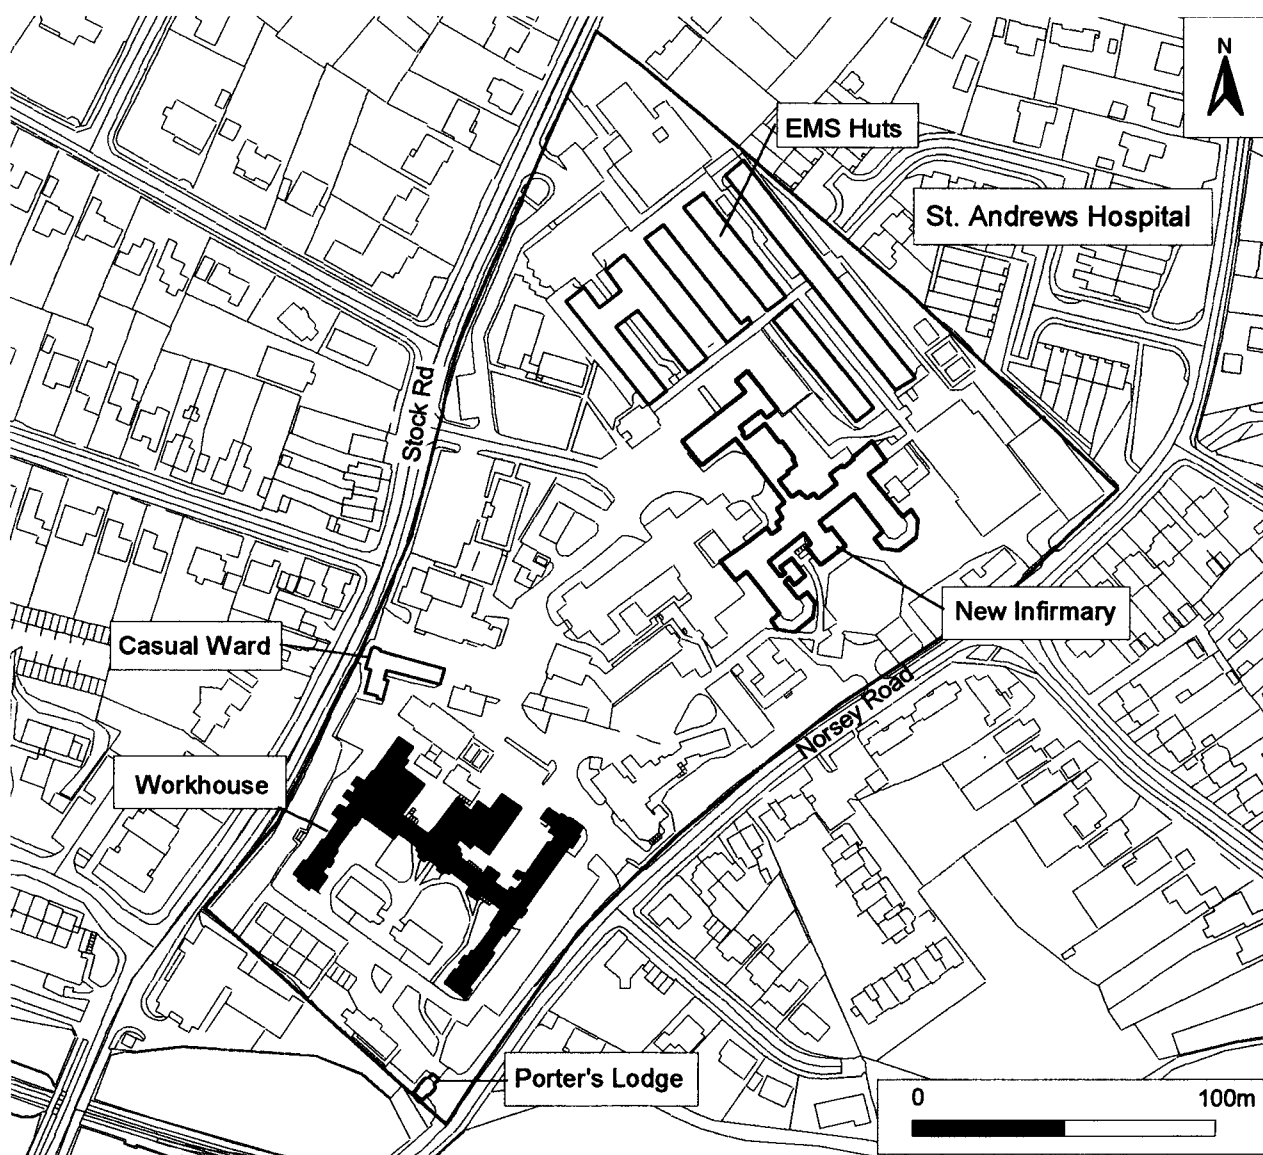 N
EMS Huts
St. Andrews Hospital
Stock Rd
New Infirmary
Casual Ward
Norsey Road
Workhouse
Porter's Lodge
0 100m